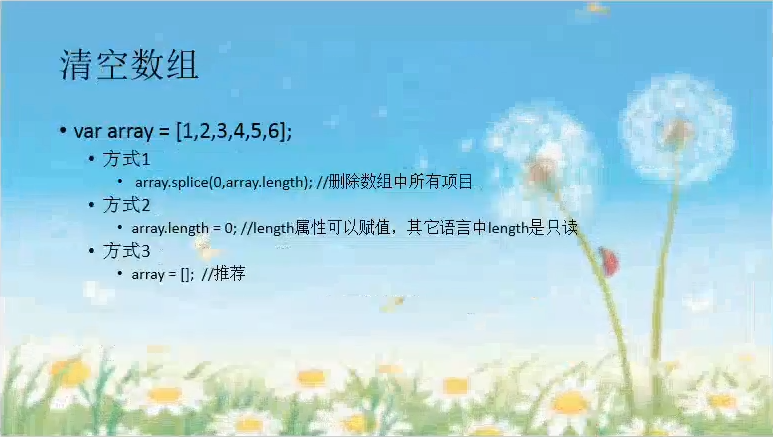 清空数组
• var array = [1,2,3,4,5,6];
• 方式1
• array.splice(0,array.length); //删除数组中所有项目
• 方式2
• array.length = 0; //length属性可以赋值，其它语言中length是只读
• 方式3
• array = []; //推荐